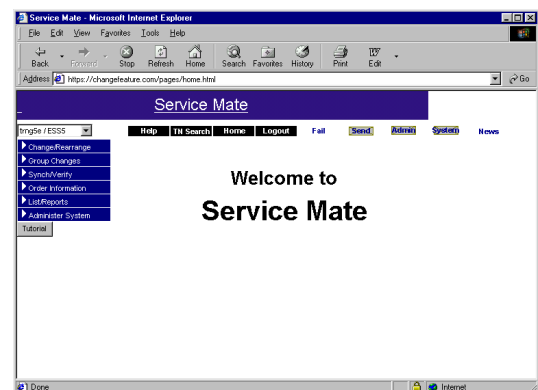 Service Mate - Microsoft Internet Explorer
File Edit View Favorites Tools Help
Back Forward Stop Refresh Home Search Favorites History Print Edit
Address https://changefeature.com/pages/home.html Go
Service Mate
trng5e / ESS5 Help TN Search Home Logout Fail Send Admin System News
Change/Rearrange
Group Changes
Synch/Verify
Order Information
List/Reports
Administer System
Tutorial
Welcome to
Service Mate
Done Internet